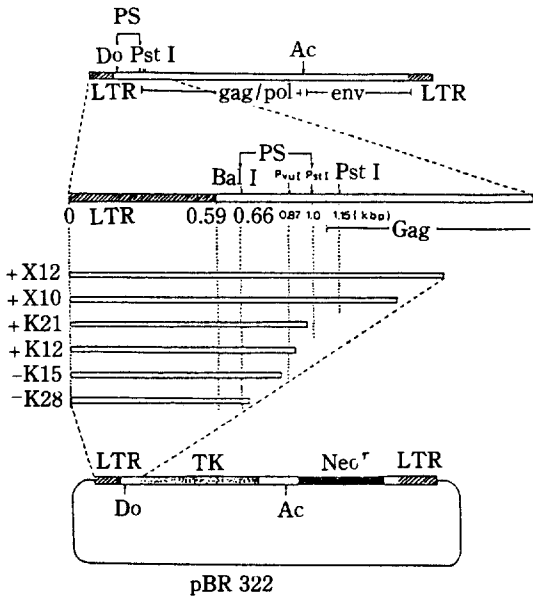 PS
Do Pst I Ac
LTR gag/pol env LTR
PS
Bal I Pvu I Pst I Pst I
0 LTR 0.59 0.66 0.87 1.0 1.15 (kbp)
Gag
+ X12
+ X10
+ K21
+ K12
- K15
- K28
LTR TK Neo r LTR
Do Ac
pBR 322